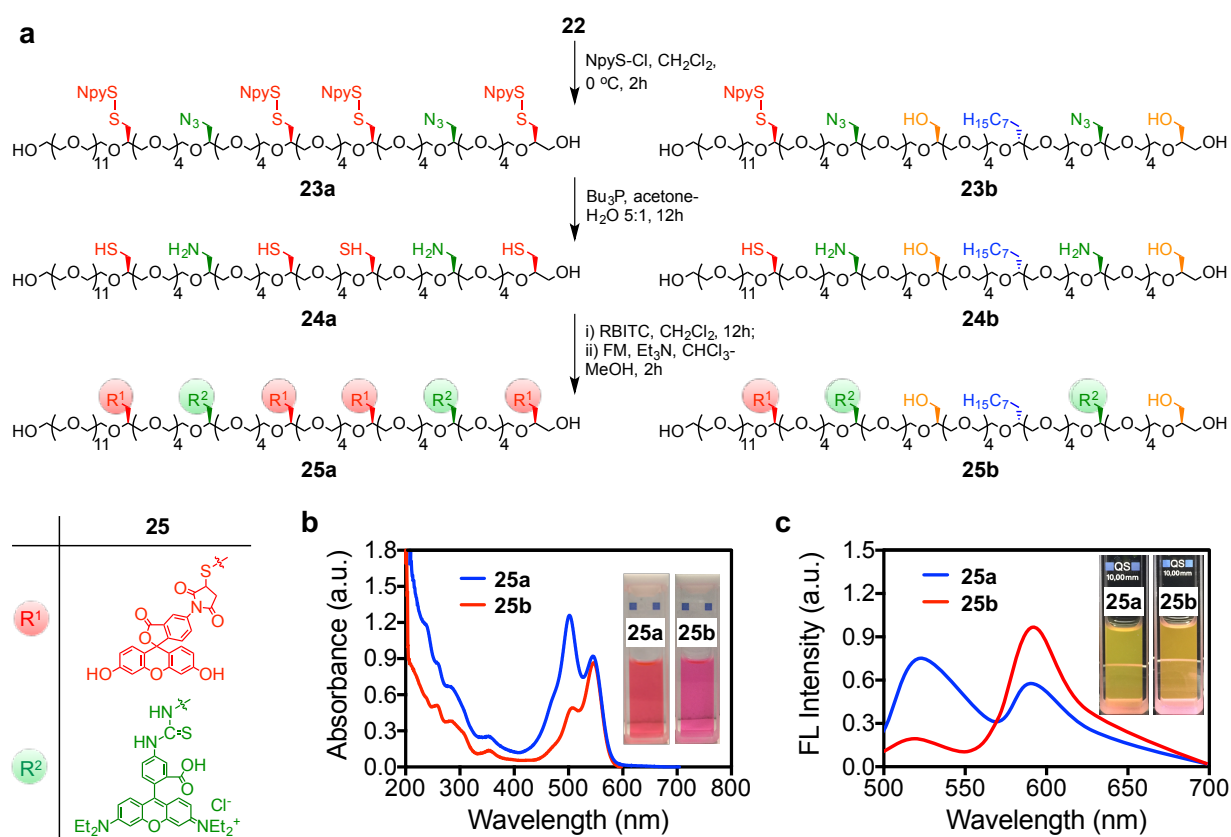 a
22
NpyS-Cl, CH2Cl2,
0 ºC, 2h
NpyS NpyS NpyS NpyS
S N3 S S N3 S
HO O 11 O O 4 O O 4 O O 4 O O 4 O O 4 O OH
23a
NpyS
S N3 HO H15C7 N3 HO
HO O 11 O O 4 O O 4 O O 4 O O 4 O O 4 O OH
23b
Bu3P, acetone-
H2O 5:1, 12h
HS H2N HS SH H2N HS
HO O 11 O O 4 O O 4 O O 4 O O 4 O O 4 O OH
24a
HS H2N HO H15C7 H2N HO
HO O 11 O O 4 O O 4 O O 4 O O 4 O O 4 O OH
24b
i) RBITC, CH2Cl2, 12h;
ii) FM, Et3N, CHCl3-
MeOH, 2h
R1 R2 R1 R1 R2 R1
HO O 11 O O 4 O O 4 O O 4 O O 4 O O 4 O OH
25a
R1 R2 HO H15C7 R2 HO
HO O 11 O O 4 O O 4 O O 4 O O 4 O O 4 O OH
25b
25
R1
S
O N O
O
O
HO O OH
R2
HN
C=S
HN
OH
O
Cl-
Et2N O NEt2+
b
Absorbance (a.u.)
1.8
1.5
1.2
0.9
0.6
0.3
0.0
200 300 400 500 600 700 800
Wavelength (nm)
25a
25b
25a 25b
c
FL Intensity (a.u.)
1.5
1.2
0.9
0.6
0.3
0.0
500 550 600 650 700
Wavelength (nm)
25a
25b
QS QS
10,00mm 10,00mm
25a 25b